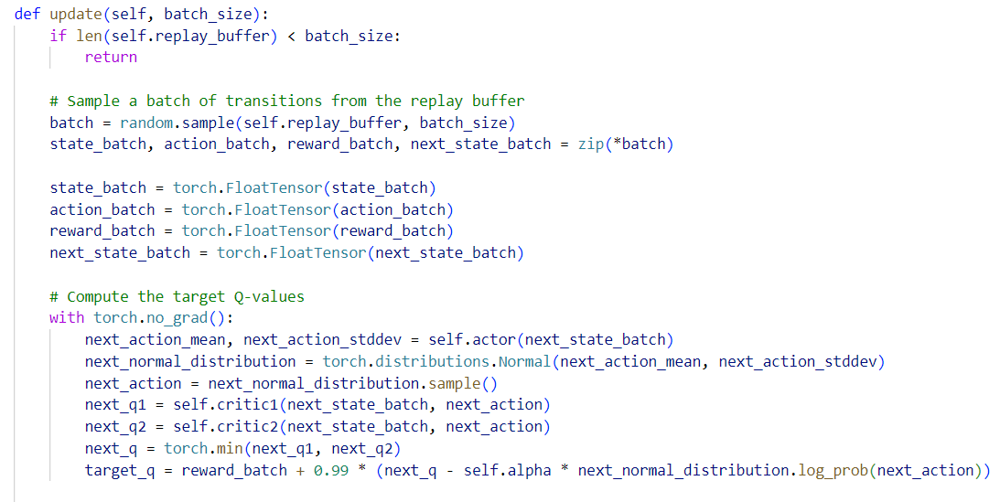 def update(self, batch_size):
    if len(self.replay_buffer) < batch_size:
        return

    # Sample a batch of transitions from the replay buffer
    batch = random.sample(self.replay_buffer, batch_size)
    state_batch, action_batch, reward_batch, next_state_batch = zip(*batch)

    state_batch = torch.FloatTensor(state_batch)
    action_batch = torch.FloatTensor(action_batch)
    reward_batch = torch.FloatTensor(reward_batch)
    next_state_batch = torch.FloatTensor(next_state_batch)

    # Compute the target Q-values
    with torch.no_grad():
        next_action_mean, next_action_stddev = self.actor(next_state_batch)
        next_normal_distribution = torch.distributions.Normal(next_action_mean, next_action_stddev)
        next_action = next_normal_distribution.sample()
        next_q1 = self.critic1(next_state_batch, next_action)
        next_q2 = self.critic2(next_state_batch, next_action)
        next_q = torch.min(next_q1, next_q2)
        target_q = reward_batch + 0.99 * (next_q - self.alpha * next_normal_distribution.log_prob(next_action))